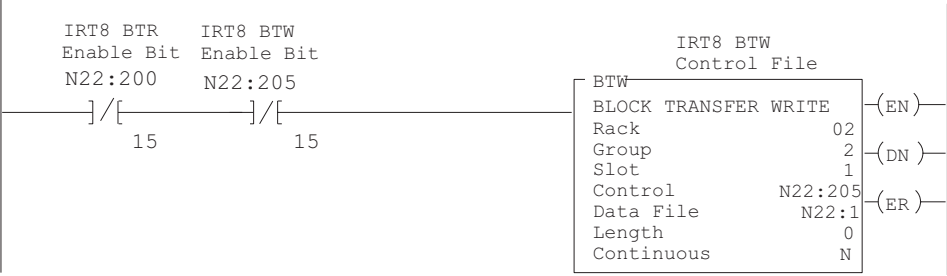 IRT8 BTR IRT8 BTW
Enable Bit Enable Bit
N22:200 N22:205
]/[ ]/[
15 15
IRT8 BTW
Control File
BTW
BLOCK TRANSFER WRITE (EN)
Rack 02
Group 2 (DN)
Slot 1
Control N22:205 (ER)
Data File N22:1
Length 0
Continuous N